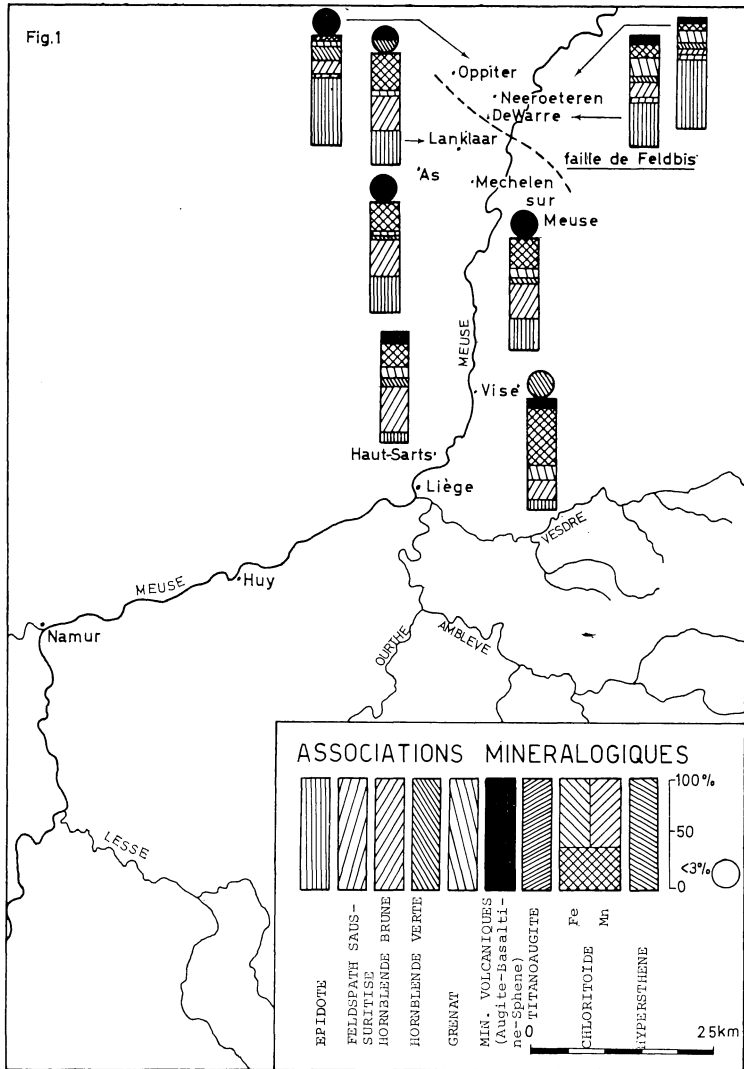 Fig.1
Oppiter
Neeroeteren
DeWarre
Lanklaar
faille de Feldbis
As
Mechelen
sur
Meuse
MEUSE
Visé
Haut-Sarts
Liège
VESDRE
MEUSE
Huy
Namur
OURTHE
AMBLÈVE
LESSE
ASSOCIATIONS MINERALOGIQUES
100%
50
<3%
0
EPIDOTE
FELDSPATH SAUS-
SURITISE
HORNBLENDE BRUNE
HORNBLENDE VERTE
GRENAT
MIN. VOLCANIQUES
(Augite-Basalti-
ne-Sphene)
TITANOAUGITE
Fe
Mn
CHLORITOIDE
HYPERSTHENE
0 25km